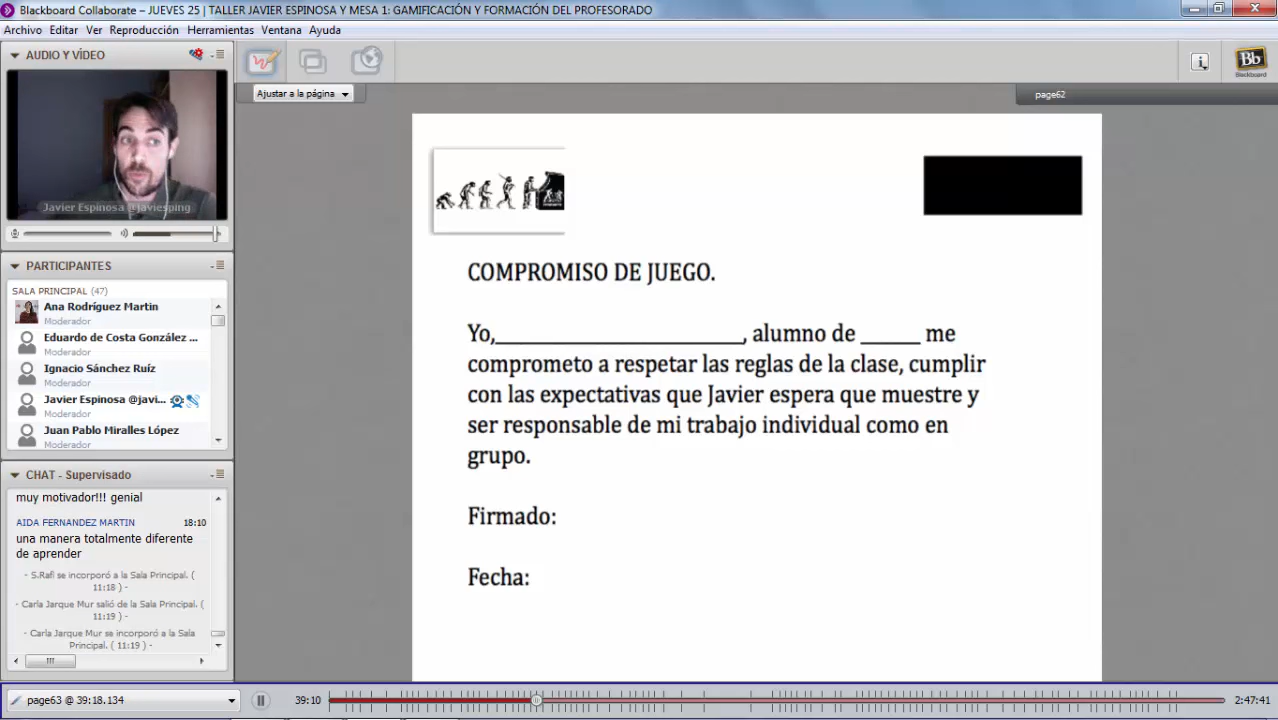 Blackboard Collaborate – JUEVES 25 | TALLER JAVIER ESPINOSA Y MESA 1: GAMIFICACIÓN Y FORMACIÓN DEL PROFESORADO
Archivo Editar Ver Reproducción Herramientas Ventana Ayuda
AUDIO Y VÍDEO
Javier Espinosa @javiesping
PARTICIPANTES
SALA PRINCIPAL (47)
Ana Rodríguez Martin
Moderador
Eduardo de Costa González ...
Moderador
Ignacio Sánchez Ruíz
Moderador
Javier Espinosa @javi...
Moderador
Juan Pablo Miralles López
Moderador
CHAT - Supervisado
muy motivador!!! genial
AIDA FERNANDEZ MARTIN 18:10
una manera totalmente diferente
de aprender
- S.Rafl se incorporó a la Sala Principal. (
11:18 ) -
- Carla Jarque Mur salió de la Sala Principal. (
11:19 ) -
- Carla Jarque Mur se incorporó a la Sala
Principal. ( 11:19 ) -
Ajustar a la página
page62
Bb
Blackboard
COMPROMISO DE JUEGO.
Yo,________________________, alumno de ______ me
comprometo a respetar las reglas de la clase, cumplir
con las expectativas que Javier espera que muestre y
ser responsable de mi trabajo individual como en
grupo.
Firmado:
Fecha:
page63 @ 39:18.134
39:10
2:47:41